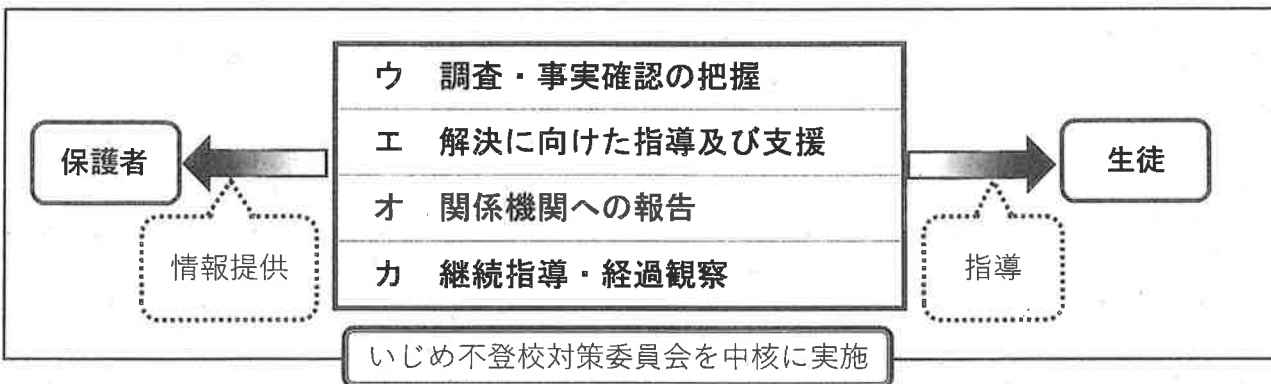 ウ　調査・事実確認の把握
エ　解決に向けた指導及び支援
オ　関係機関への報告
カ　継続指導・経過観察
保護者
情報提供
生徒
指導
いじめ不登校対策委員会を中核に実施